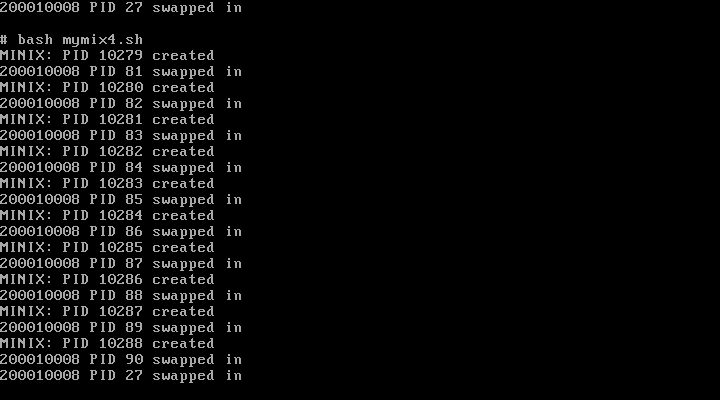 200010008 PID 27 swapped in
# bash mymix4.sh
MINIX: PID 10279 created
200010008 PID 81 swapped in
MINIX: PID 10280 created
200010008 PID 82 swapped in
MINIX: PID 10281 created
200010008 PID 83 swapped in
MINIX: PID 10282 created
200010008 PID 84 swapped in
MINIX: PID 10283 created
200010008 PID 85 swapped in
MINIX: PID 10284 created
200010008 PID 86 swapped in
MINIX: PID 10285 created
200010008 PID 87 swapped in
MINIX: PID 10286 created
200010008 PID 88 swapped in
MINIX: PID 10287 created
200010008 PID 89 swapped in
MINIX: PID 10288 created
200010008 PID 90 swapped in
200010008 PID 27 swapped in